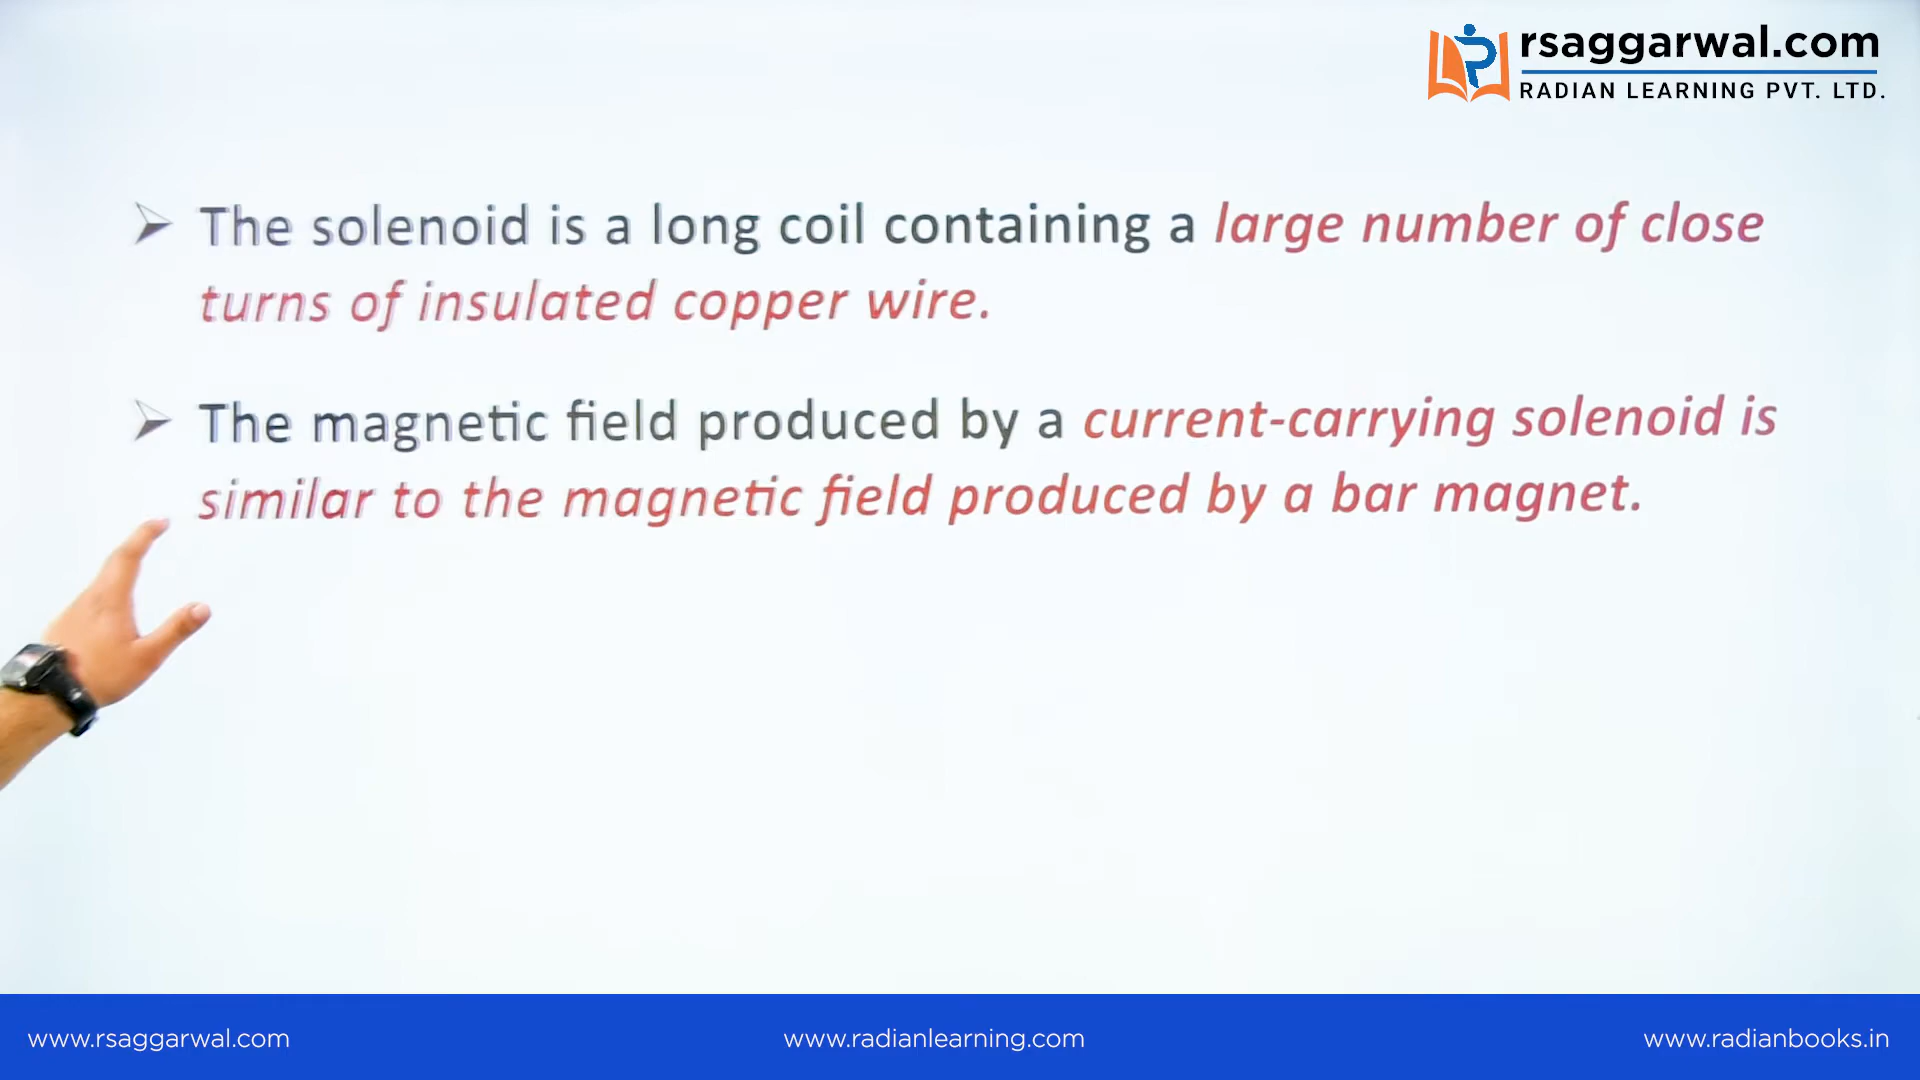 rsaggarwal.com
RADIAN LEARNING PVT. LTD.
The solenoid is a long coil containing a large number of close
turns of insulated copper wire.
The magnetic field produced by a current-carrying solenoid is
similar to the magnetic field produced by a bar magnet.
www.rsaggarwal.com
www.radianlearning.com
www.radianbooks.in